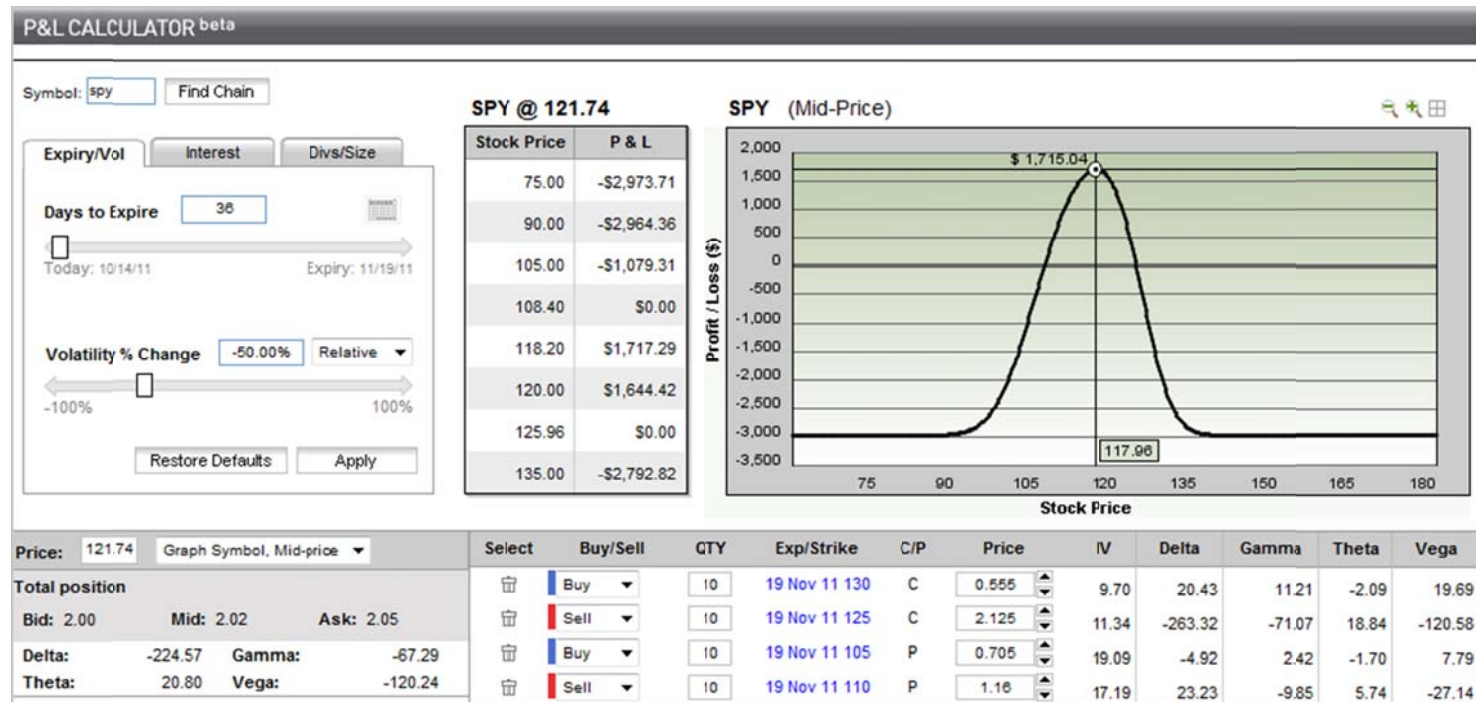 P&L CALCULATOR beta
Symbol: spy Find Chain
Expiry/Vol Interest Divs/Size
Days to Expire 36
Today: 10/14/11 Expiry: 11/19/11
Volatility % Change -50.00% Relative
-100% 100%
Restore Defaults Apply
SPY @ 121.74
Stock Price P & L
75.00 -$2,973.71
90.00 -$2,964.36
105.00 -$1,079.31
108.40 $0.00
118.20 $1,717.29
120.00 $1,644.42
125.96 $0.00
135.00 -$2,792.82
SPY (Mid-Price)
Profit / Loss ($)
2,000
1,500
1,000
500
0
-500
-1,000
-1,500
-2,000
-2,500
-3,000
-3,500
$ 1,715.04
117.96
75 90 105 120 135 150 165 180
Stock Price
Price: 121.74 Graph Symbol, Mid-price
Total position
Bid: 2.00 Mid: 2.02 Ask: 2.05
Delta: -224.57 Gamma: -67.29
Theta: 20.80 Vega: -120.24
Select Buy/Sell QTY Exp/Strike C/P Price IV Delta Gamma Theta Vega
Buy 10 19 Nov 11 130 C 0.555 9.70 20.43 11.21 -2.09 19.69
Sell 10 19 Nov 11 125 C 2.125 11.34 -263.32 -71.07 18.84 -120.58
Buy 10 19 Nov 11 105 P 0.705 19.09 -4.92 2.42 -1.70 7.79
Sell 10 19 Nov 11 110 P 1.16 17.19 23.23 -9.85 5.74 -27.14